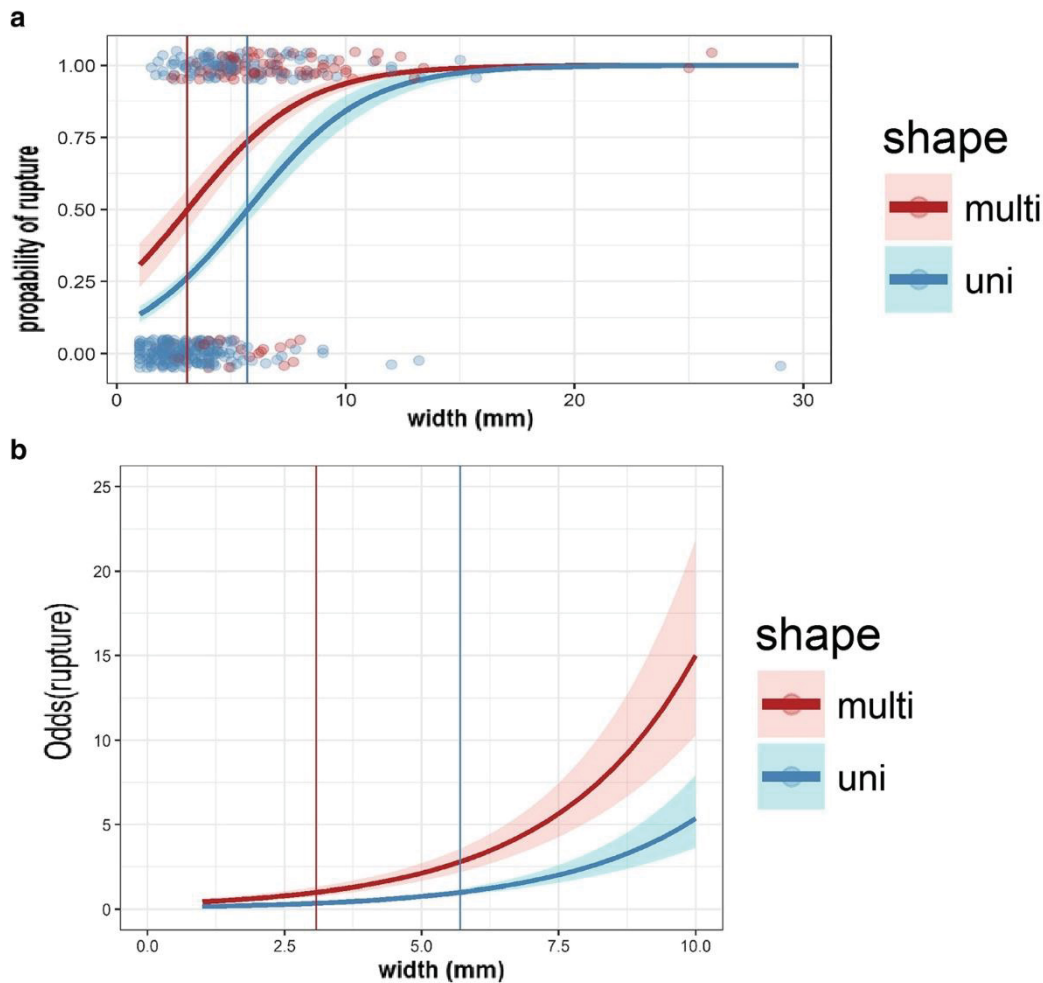 a
1.00
0.75
0.50
0.25
0.00
propability of rupture
0 10 20 30
width (mm)
shape
multi
uni
b
25
20
15
10
5
0
Odds(rupture)
0.0 2.5 5.0 7.5 10.0
width (mm)
shape
multi
uni